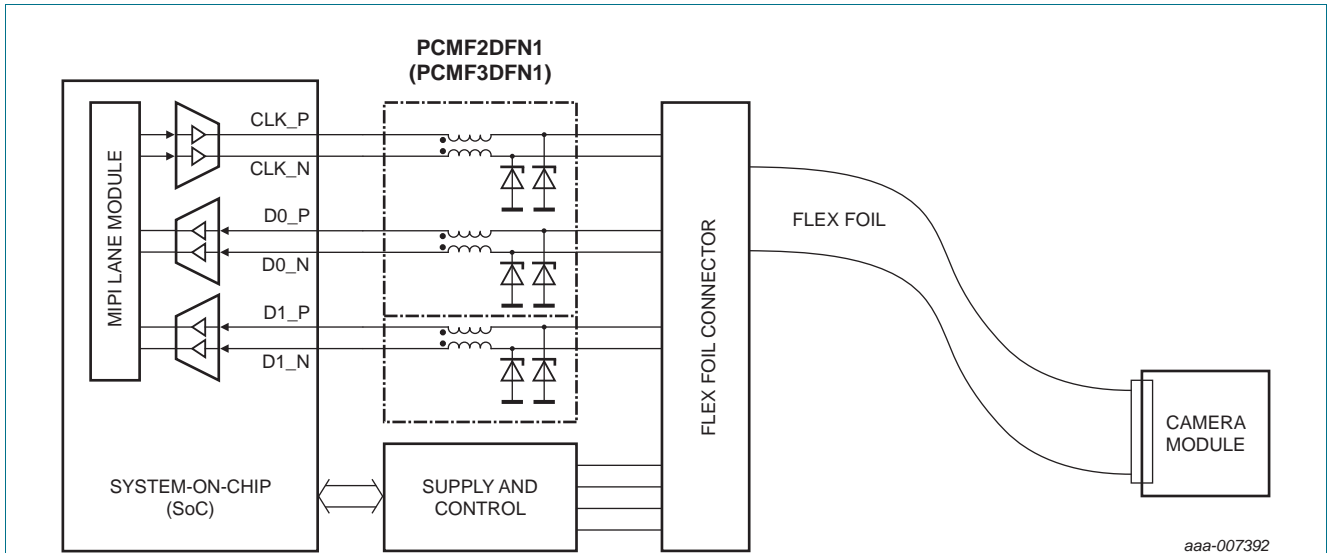 PCMF2DFN1
(PCMF3DFN1)
MIPI LANE MODULE
CLK_P
CLK_N
D0_P
D0_N
D1_P
D1_N
SYSTEM-ON-CHIP
(SoC)
SUPPLY AND
CONTROL
FLEX FOIL CONNECTOR
FLEX FOIL
CAMERA
MODULE
aaa-007392